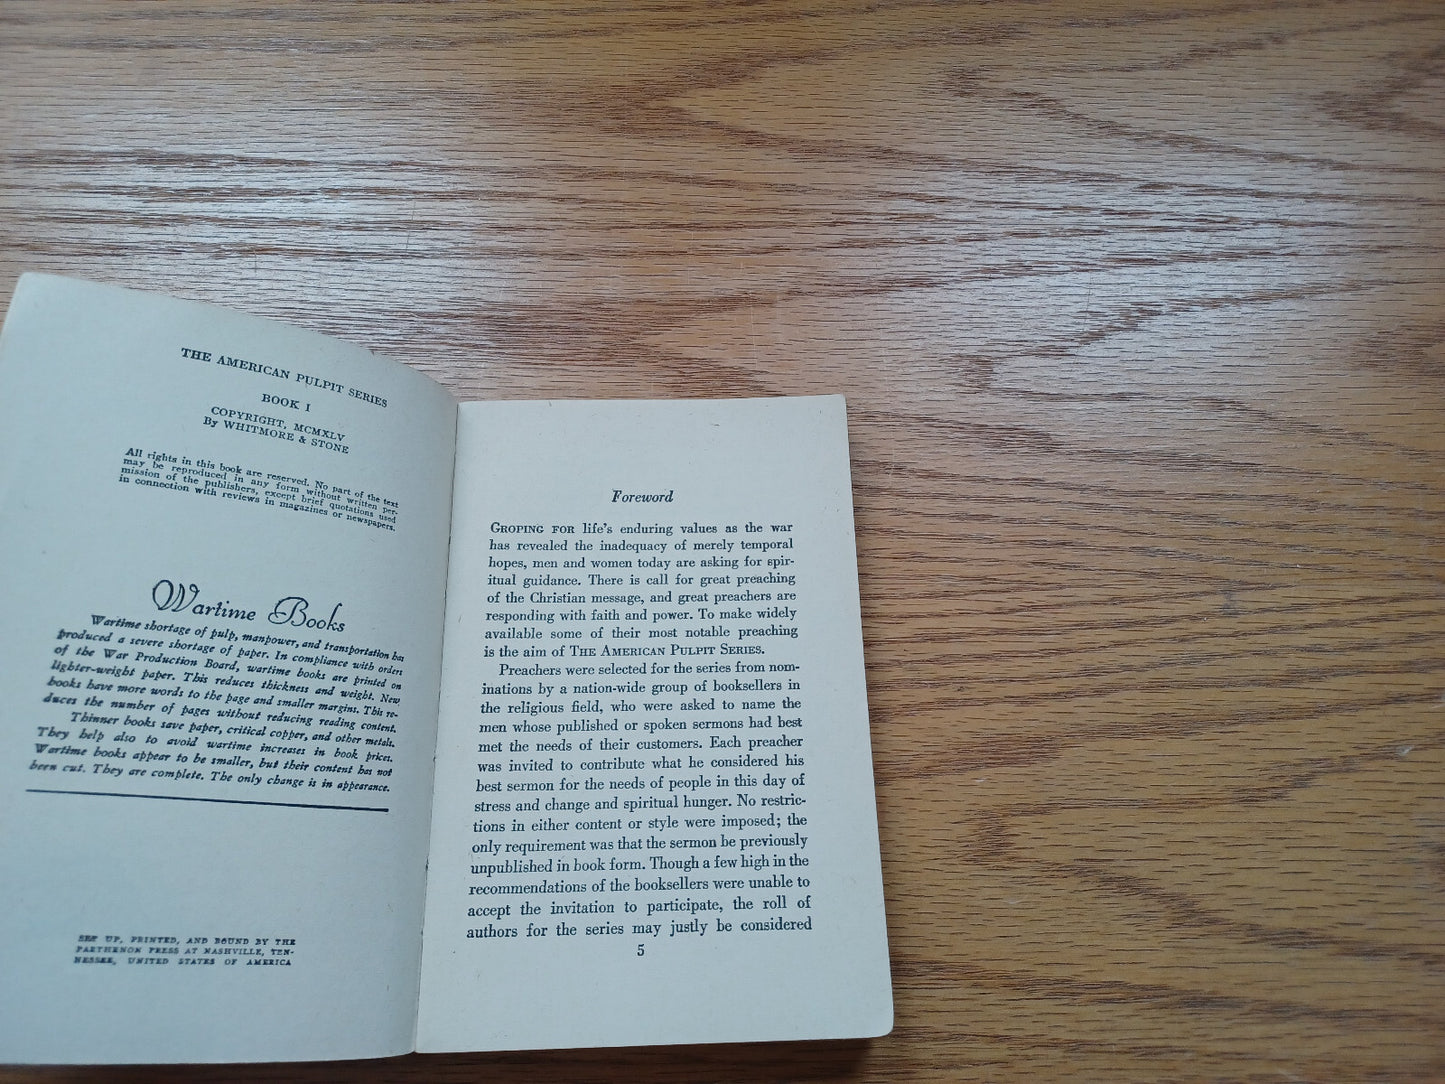 THE AMERICAN PULPIT SERIES
BOOK I
COPYRIGHT, MCMXLV
By WHITMORE & STONE
All rights in this book are reserved. No part of the text
may be reproduced in any form without written per-
mission of the publishers, except brief quotations used
in connection with reviews in magazines or newspapers.
Wartime Books
Wartime shortage of pulp, manpower, and transportation has
produced a severe shortage of paper. In compliance with orders
of the War Production Board, wartime books are printed on
lighter-weight paper. This reduces thickness and weight. New
books have more words to the page and smaller margins. This re-
duces the number of pages without reducing reading content.
Thinner books save paper, critical copper, and other metals.
They help also to avoid wartime increases in book prices.
Wartime books appear to be smaller, but their content has not
been cut. They are complete. The only change is in appearance.
SET UP, PRINTED, AND BOUND BY THE
PARTHENON PRESS AT NASHVILLE, TEN-
NESSEE, UNITED STATES OF AMERICA
Foreword
GROPING FOR life's enduring values as the war
has revealed the inadequacy of merely temporal
hopes, men and women today are asking for spir-
itual guidance. There is call for great preaching
of the Christian message, and great preachers are
responding with faith and power. To make widely
available some of their most notable preaching
is the aim of THE AMERICAN PULPIT SERIES.
Preachers were selected for the series from nom-
inations by a nation-wide group of booksellers in
the religious field, who were asked to name the
men whose published or spoken sermons had best
met the needs of their customers. Each preacher
was invited to contribute what he considered his
best sermon for the needs of people in this day of
stress and change and spiritual hunger. No restric-
tions in either content or style were imposed; the
only requirement was that the sermon be previously
unpublished in book form. Though a few high in the
recommendations of the booksellers were unable to
accept the invitation to participate, the roll of
authors for the series may justly be considered
5